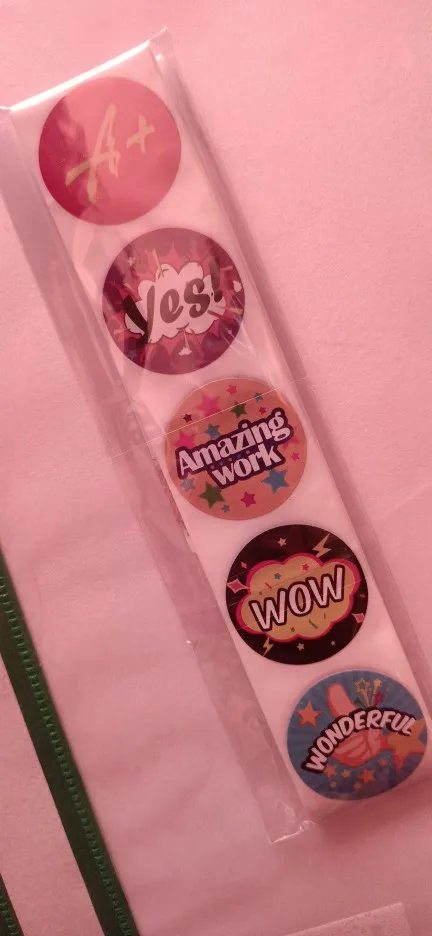 A+
Yes!
Amazing
work
WOW
WONDERFUL